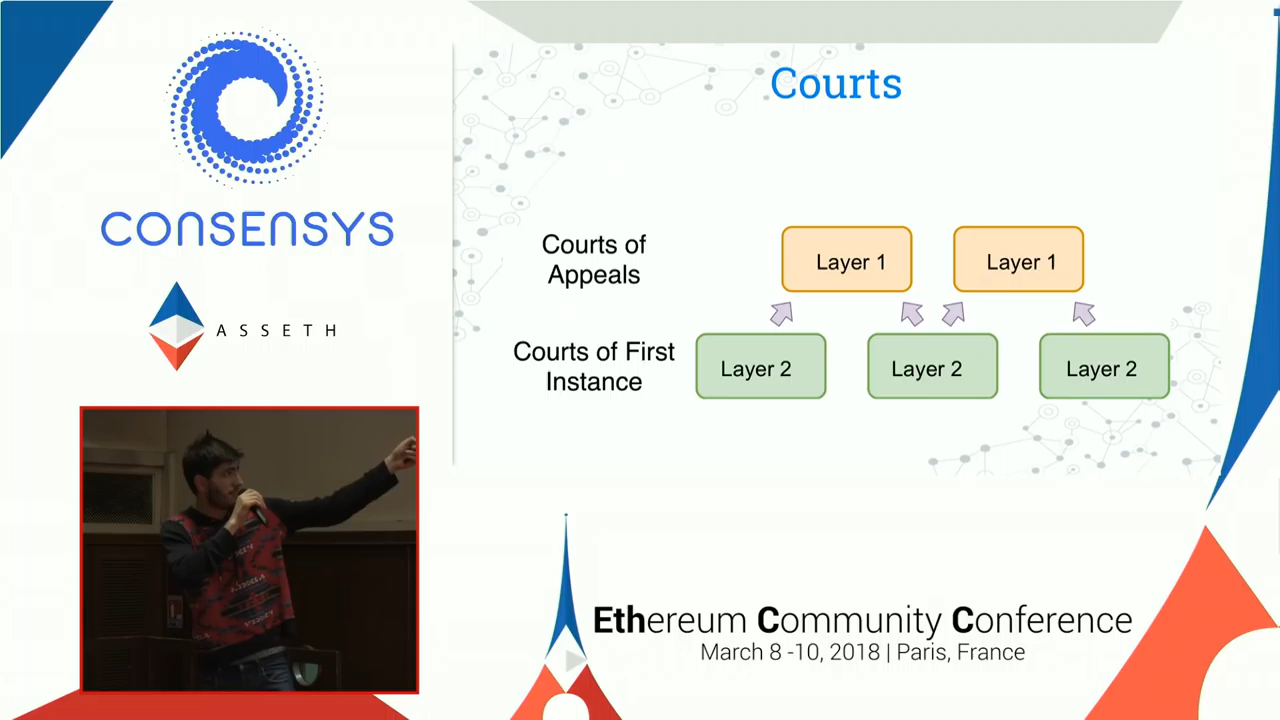 CONSENSYS
ASSETH
Courts
Courts of
Appeals
Layer 1
Layer 1
Courts of First
Instance
Layer 2
Layer 2
Layer 2
Ethereum Community Conference
March 8 -10, 2018 | Paris, France